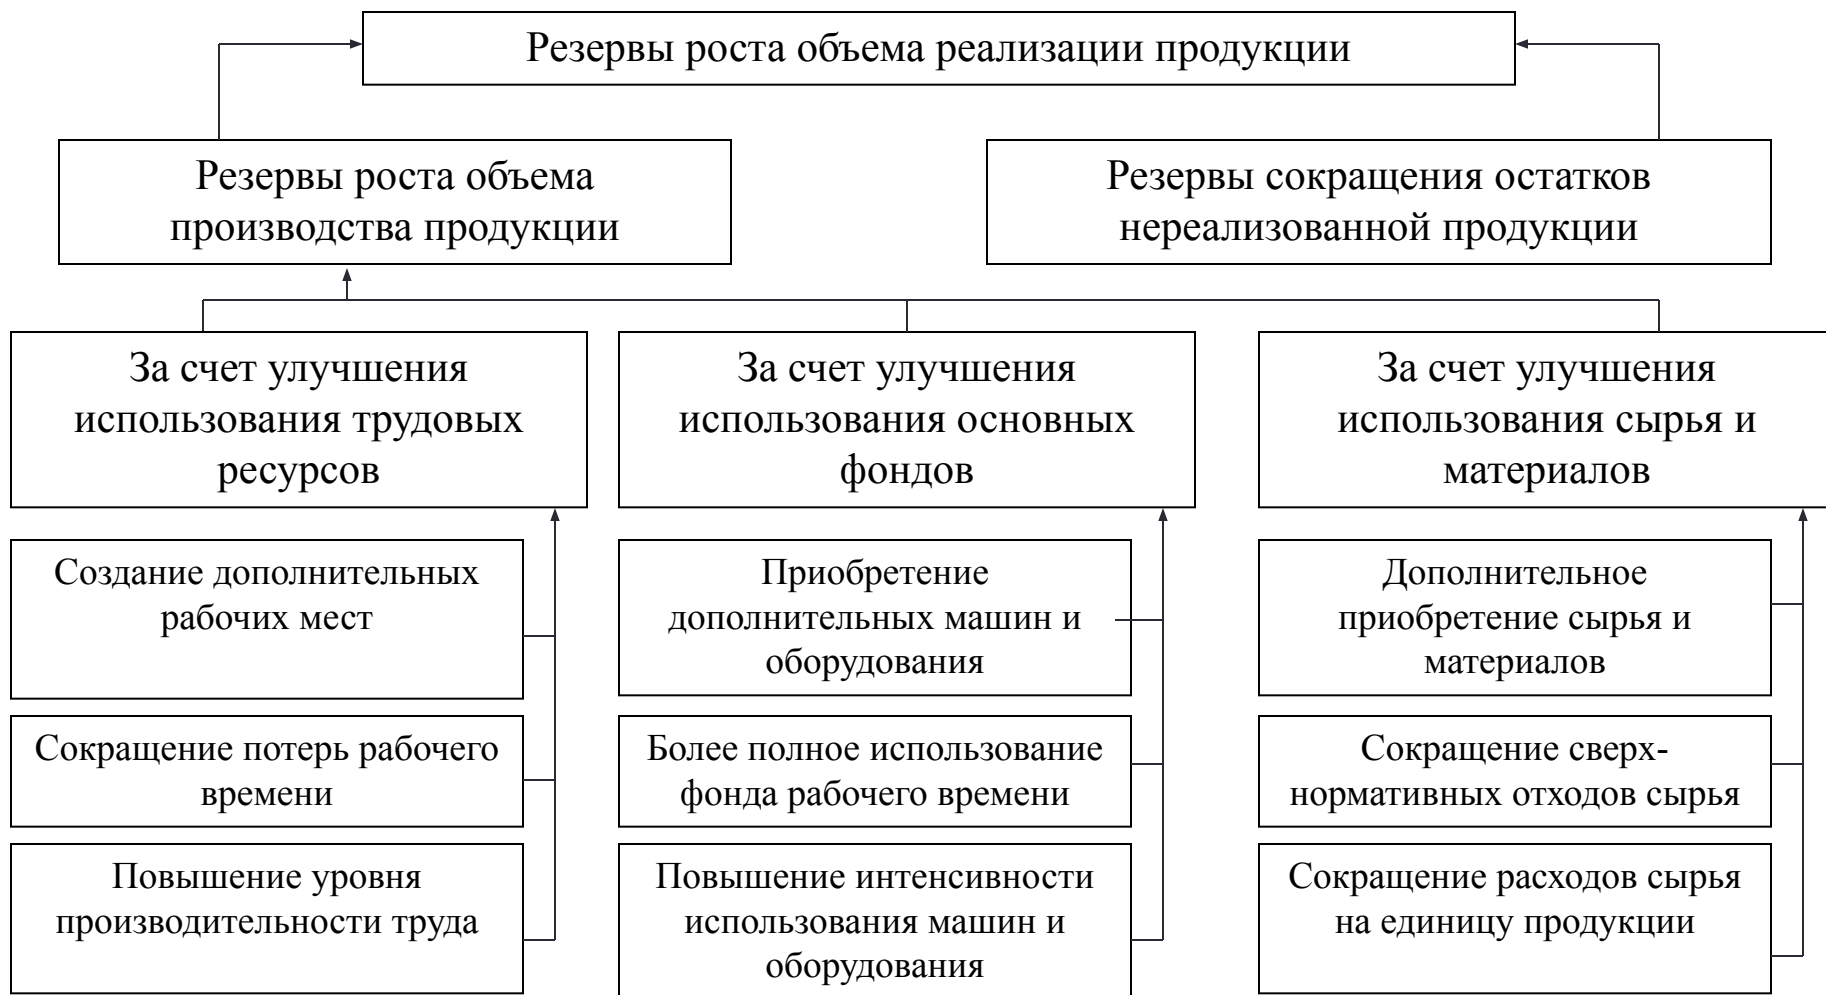 Резервы роста объема реализации продукции
Резервы роста объема
производства продукции
Резервы сокращения остатков
нереализованной продукции
За счет улучшения
использования трудовых
ресурсов
За счет улучшения
использования основных
фондов
За счет улучшения
использования сырья и
материалов
Создание дополнительных
рабочих мест
Приобретение
дополнительных машин и
оборудования
Дополнительное
приобретение сырья и
материалов
Сокращение потерь рабочего
времени
Более полное использование
фонда рабочего времени
Сокращение сверх-
нормативных отходов сырья
Повышение уровня
производительности труда
Повышение интенсивности
использования машин и
оборудования
Сокращение расходов сырья
на единицу продукции